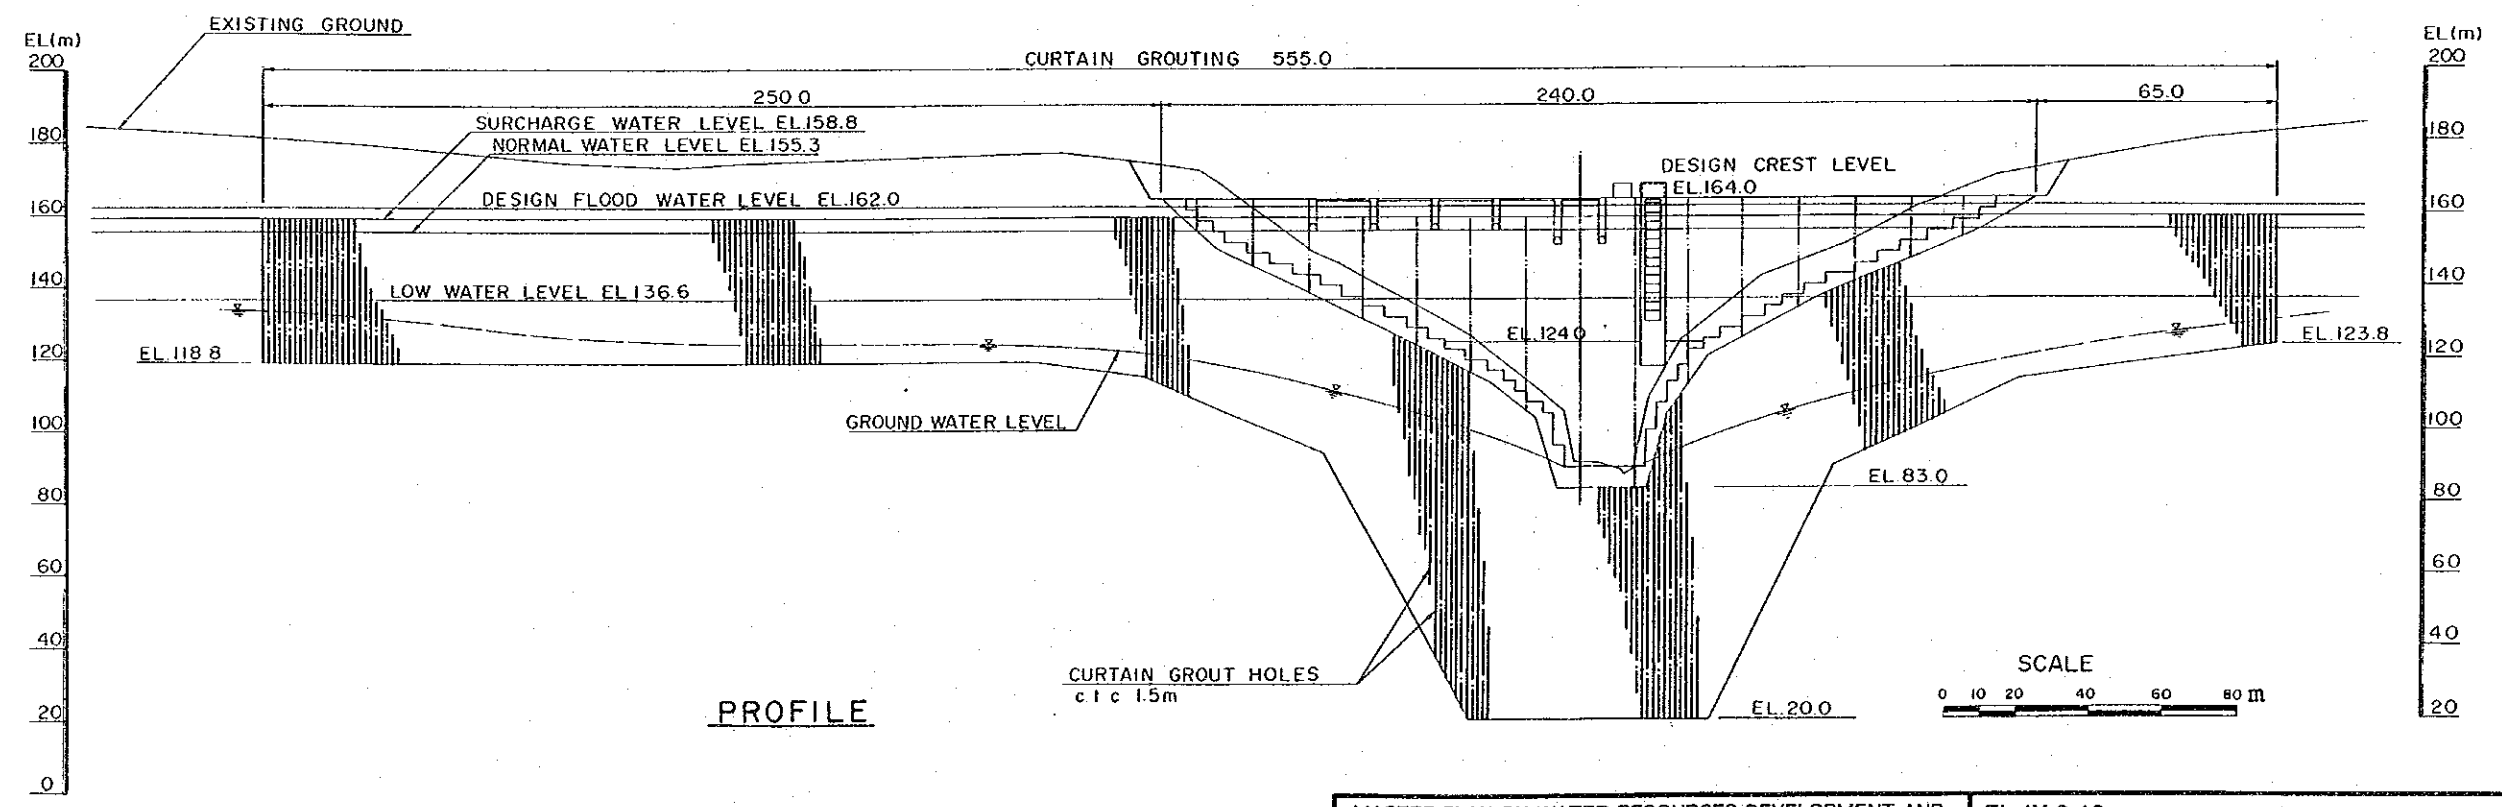 EXISTING GROUND
EL(m)
EL(m)
CURTAIN GROUTING 555.0
200
200
250.0
240.0
65.0
SURCHARGE WATER LEVEL EL.158.8
NORMAL WATER LEVEL EL.155.3
180
180
DESIGN CREST LEVEL
EL.164.0
DESIGN FLOOD WATER LEVEL EL.162.0
160
160
LOW WATER LEVEL EL.136.6
140
140
EL.124.0
EL.118.8
EL.123.8
120
120
GROUND WATER LEVEL
100
100
EL.83.0
80
80
60
60
CURTAIN GROUT HOLES
c t c 1.5m
SCALE
40
40
0 10 20 40 60 80 m
PROFILE
EL.20.0
20
20
0